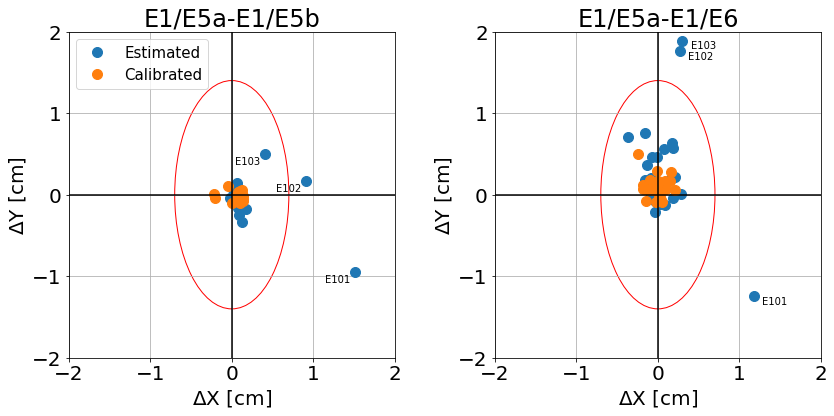 E1/E5a-E1/E5b
E1/E5a-E1/E6
Estimated
Calibrated
E103
E102
E101
E103
E102
E101
2
1
0
−1
−2
2
1
0
−1
−2
−2
−1
0
1
2
−2
−1
0
1
2
ΔY [cm]
ΔX [cm]
ΔY [cm]
ΔX [cm]